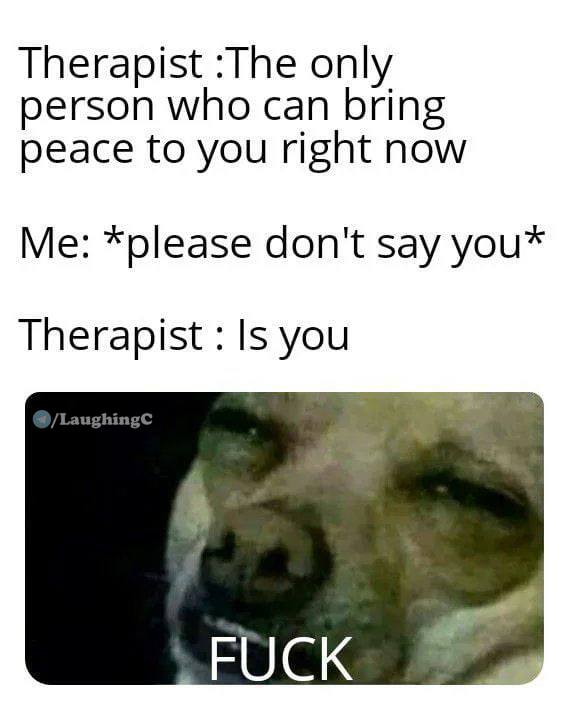 Therapist :The only
person who can bring
peace to you right now
Me: *please don't say you*
Therapist : Is you
/LaughingC
FUCK